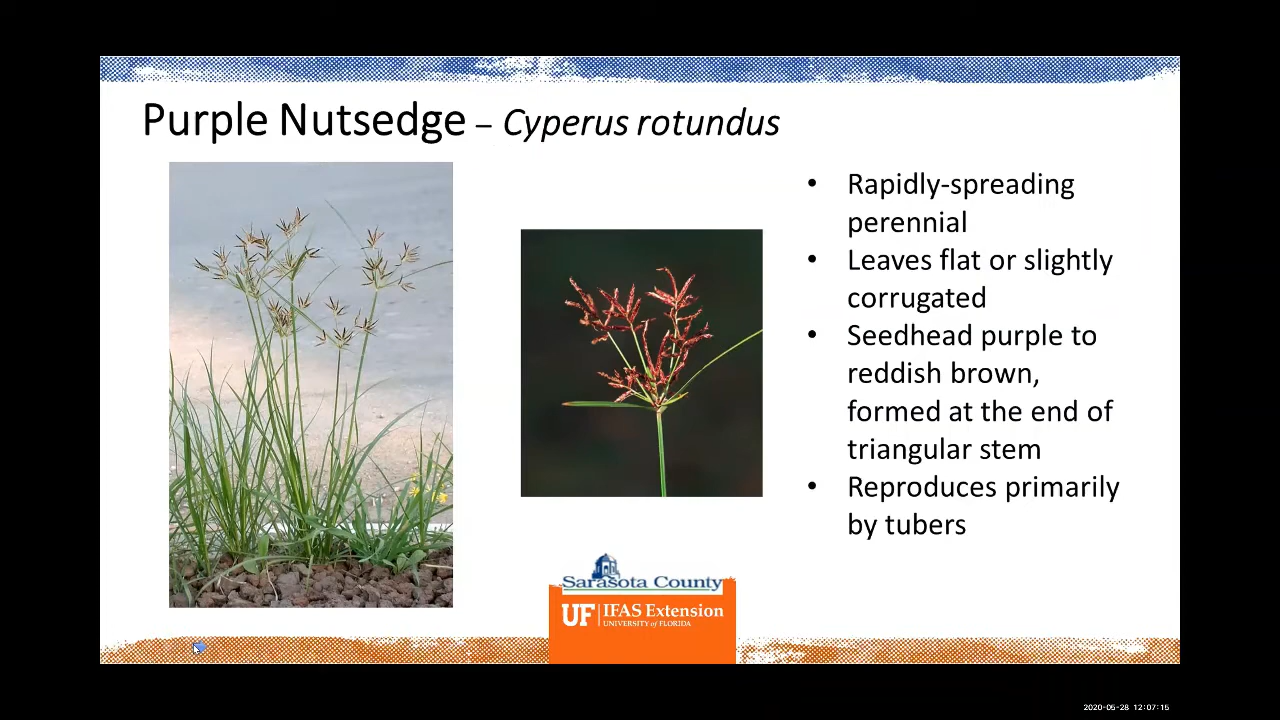 Purple Nutsedge – Cyperus rotundus
• Rapidly-spreading
perennial
• Leaves flat or slightly
corrugated
• Seedhead purple to
reddish brown,
formed at the end of
triangular stem
• Reproduces primarily
by tubers
Sarasota County
UF IFAS Extension
UNIVERSITY of FLORIDA
2020-05-28 12:07:15